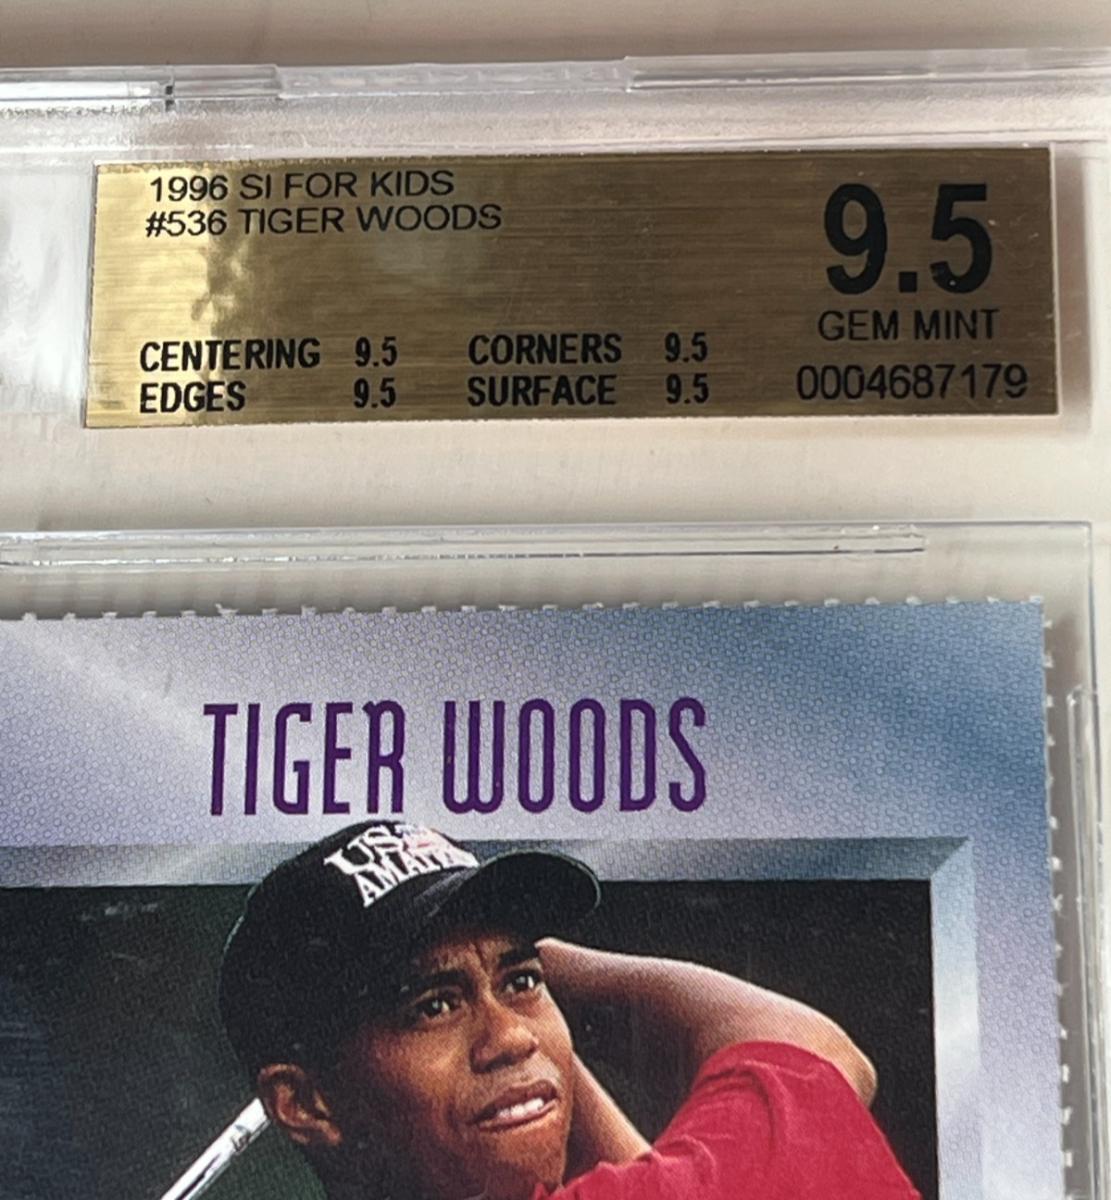 1996 SI FOR KIDS
#536 TIGER WOODS
9.5
GEM MINT
CENTERING 9.5 CORNERS 9.5
EDGES 9.5 SURFACE 9.5
0004687179
TIGER WOODS
US